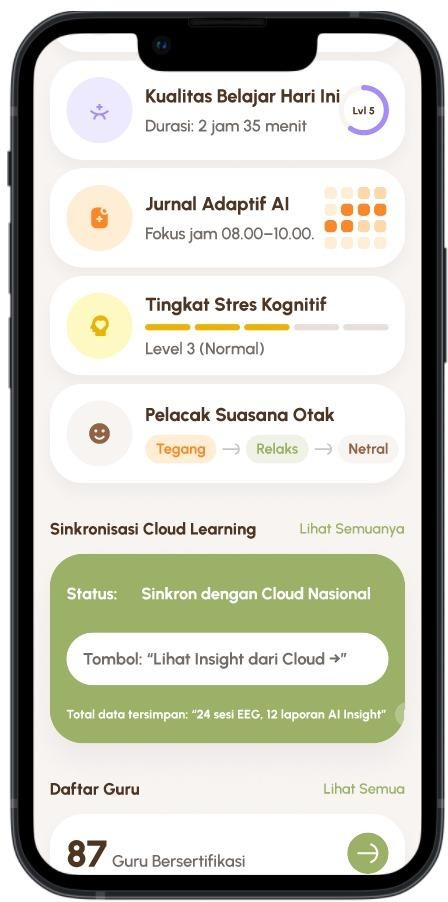 Kualitas Belajar Hari Ini
Lvl 5
Durasi: 2 jam 35 menit
Jurnal Adaptif AI
Fokus jam 08.00–10.00.
Tingkat Stres Kognitif
Level 3 (Normal)
Pelacak Suasana Otak
Tegang → Relaks → Netral
Sinkronisasi Cloud Learning Lihat Semuanya
Status: Sinkron dengan Cloud Nasional
Tombol: “Lihat Insight dari Cloud →”
Total data tersimpan: “24 sesi EEG, 12 laporan AI Insight”
Daftar Guru Lihat Semua
87 Guru Bersertifikasi